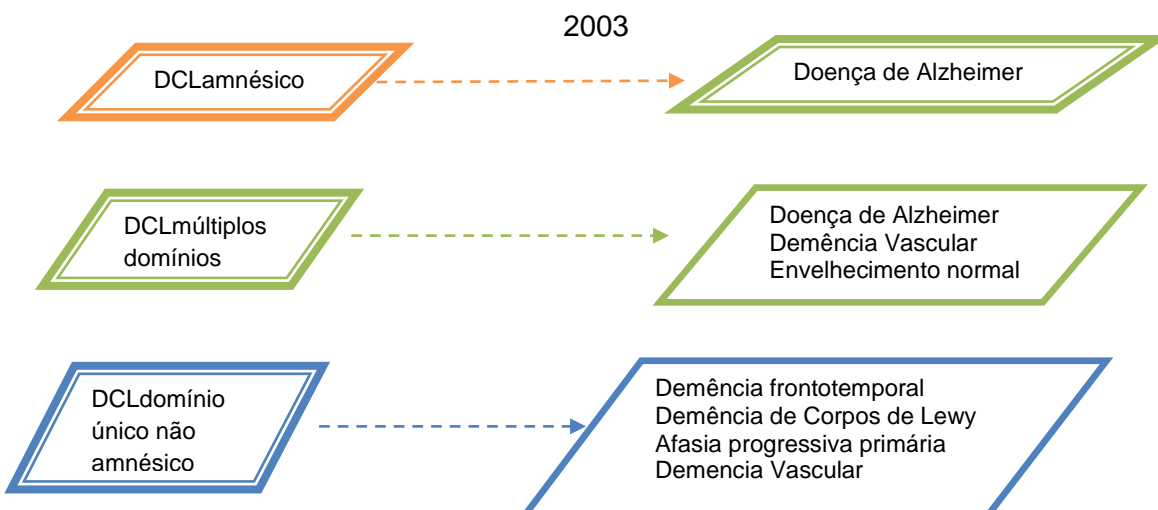 2003
DCLamnésico
Doença de Alzheimer
DCLmúltiplos
domínios
Doença de Alzheimer
Demência Vascular
Envelhecimento normal
DCLdomínio
único não
amnésico
Demência frontotemporal
Demência de Corpos de Lewy
Afasia progressiva primária
Demencia Vascular